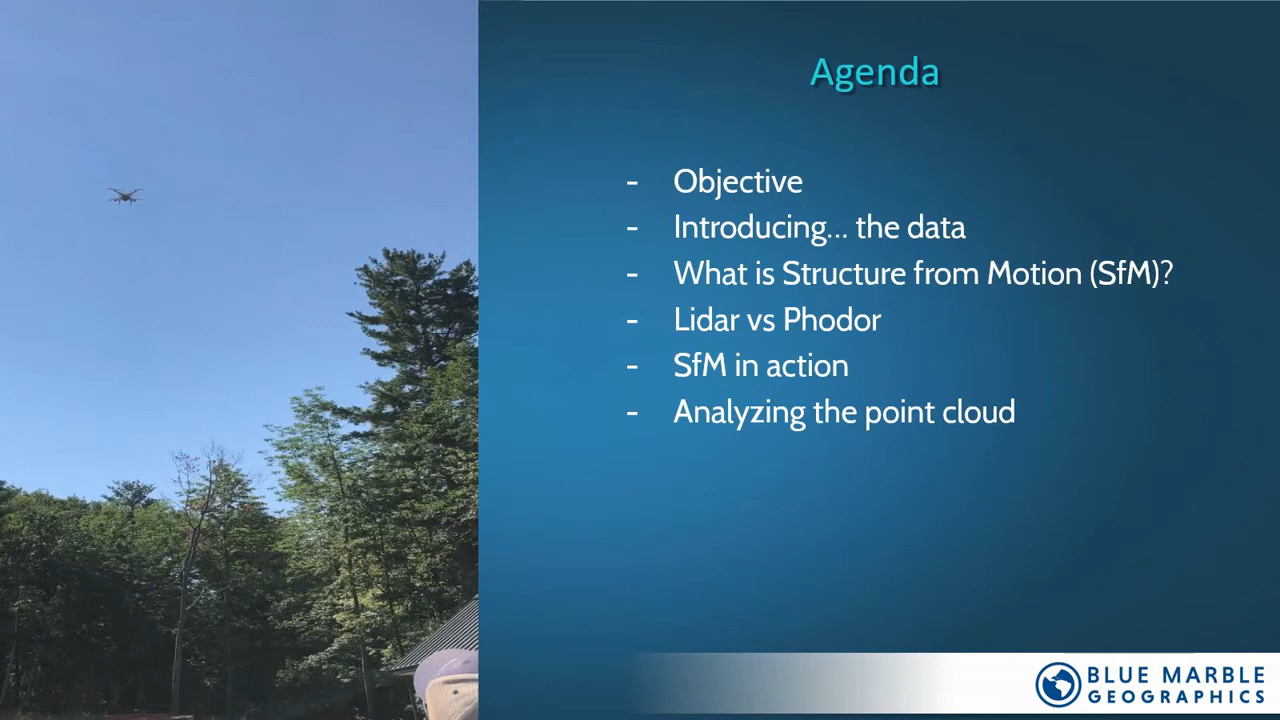 Agenda
- Objective
- Introducing... the data
- What is Structure from Motion (SfM)?
- Lidar vs Phodor
- SfM in action
- Analyzing the point cloud
BLUE MARBLE
GEOGRAPHICS